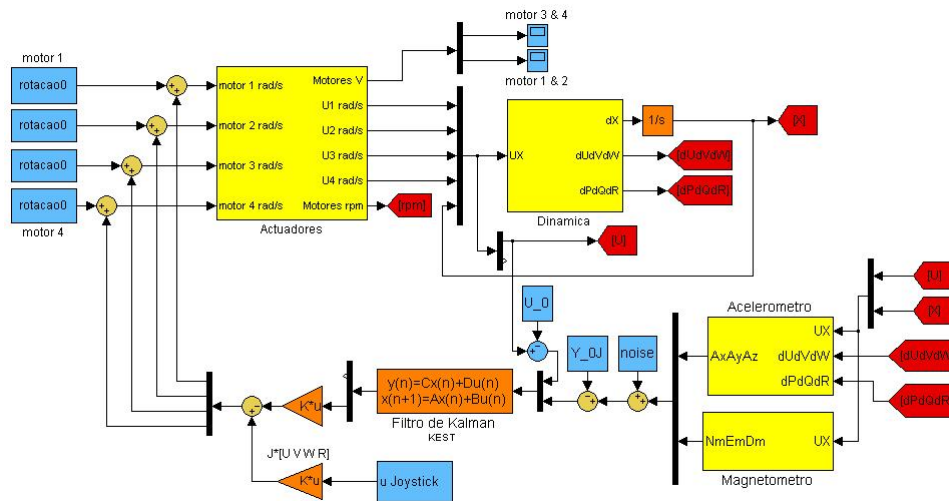 motor 1
rotacao0
rotacao0
rotacao0
rotacao0
motor 4
motor 1 rad/s
motor 2 rad/s
motor 3 rad/s
motor 4 rad/s
Motores V
U1 rad/s
U2 rad/s
U3 rad/s
U4 rad/s
Motores rpm
Actuadores
[rpm]
motor 3 & 4
motor 1 & 2
UX
dX
dUdVdW
dPdQdR
Dinamica
1/s
[X]
[dUdVdW]
[dPdQdR]
[U]
U_0
Y_0J
noise
Acelerometro
UX
AxAyAz
dUdVdW
dPdQdR
[U]
[X]
[dUdVdW]
[dPdQdR]
NmEmDm
UX
Magnetometro
y(n)=Cx(n)+Du(n)
x(n+1)=Ax(n)+Bu(n)
Filtro de Kalman
KEST
K*u
J*[U V W R]
K*u
u Joystick